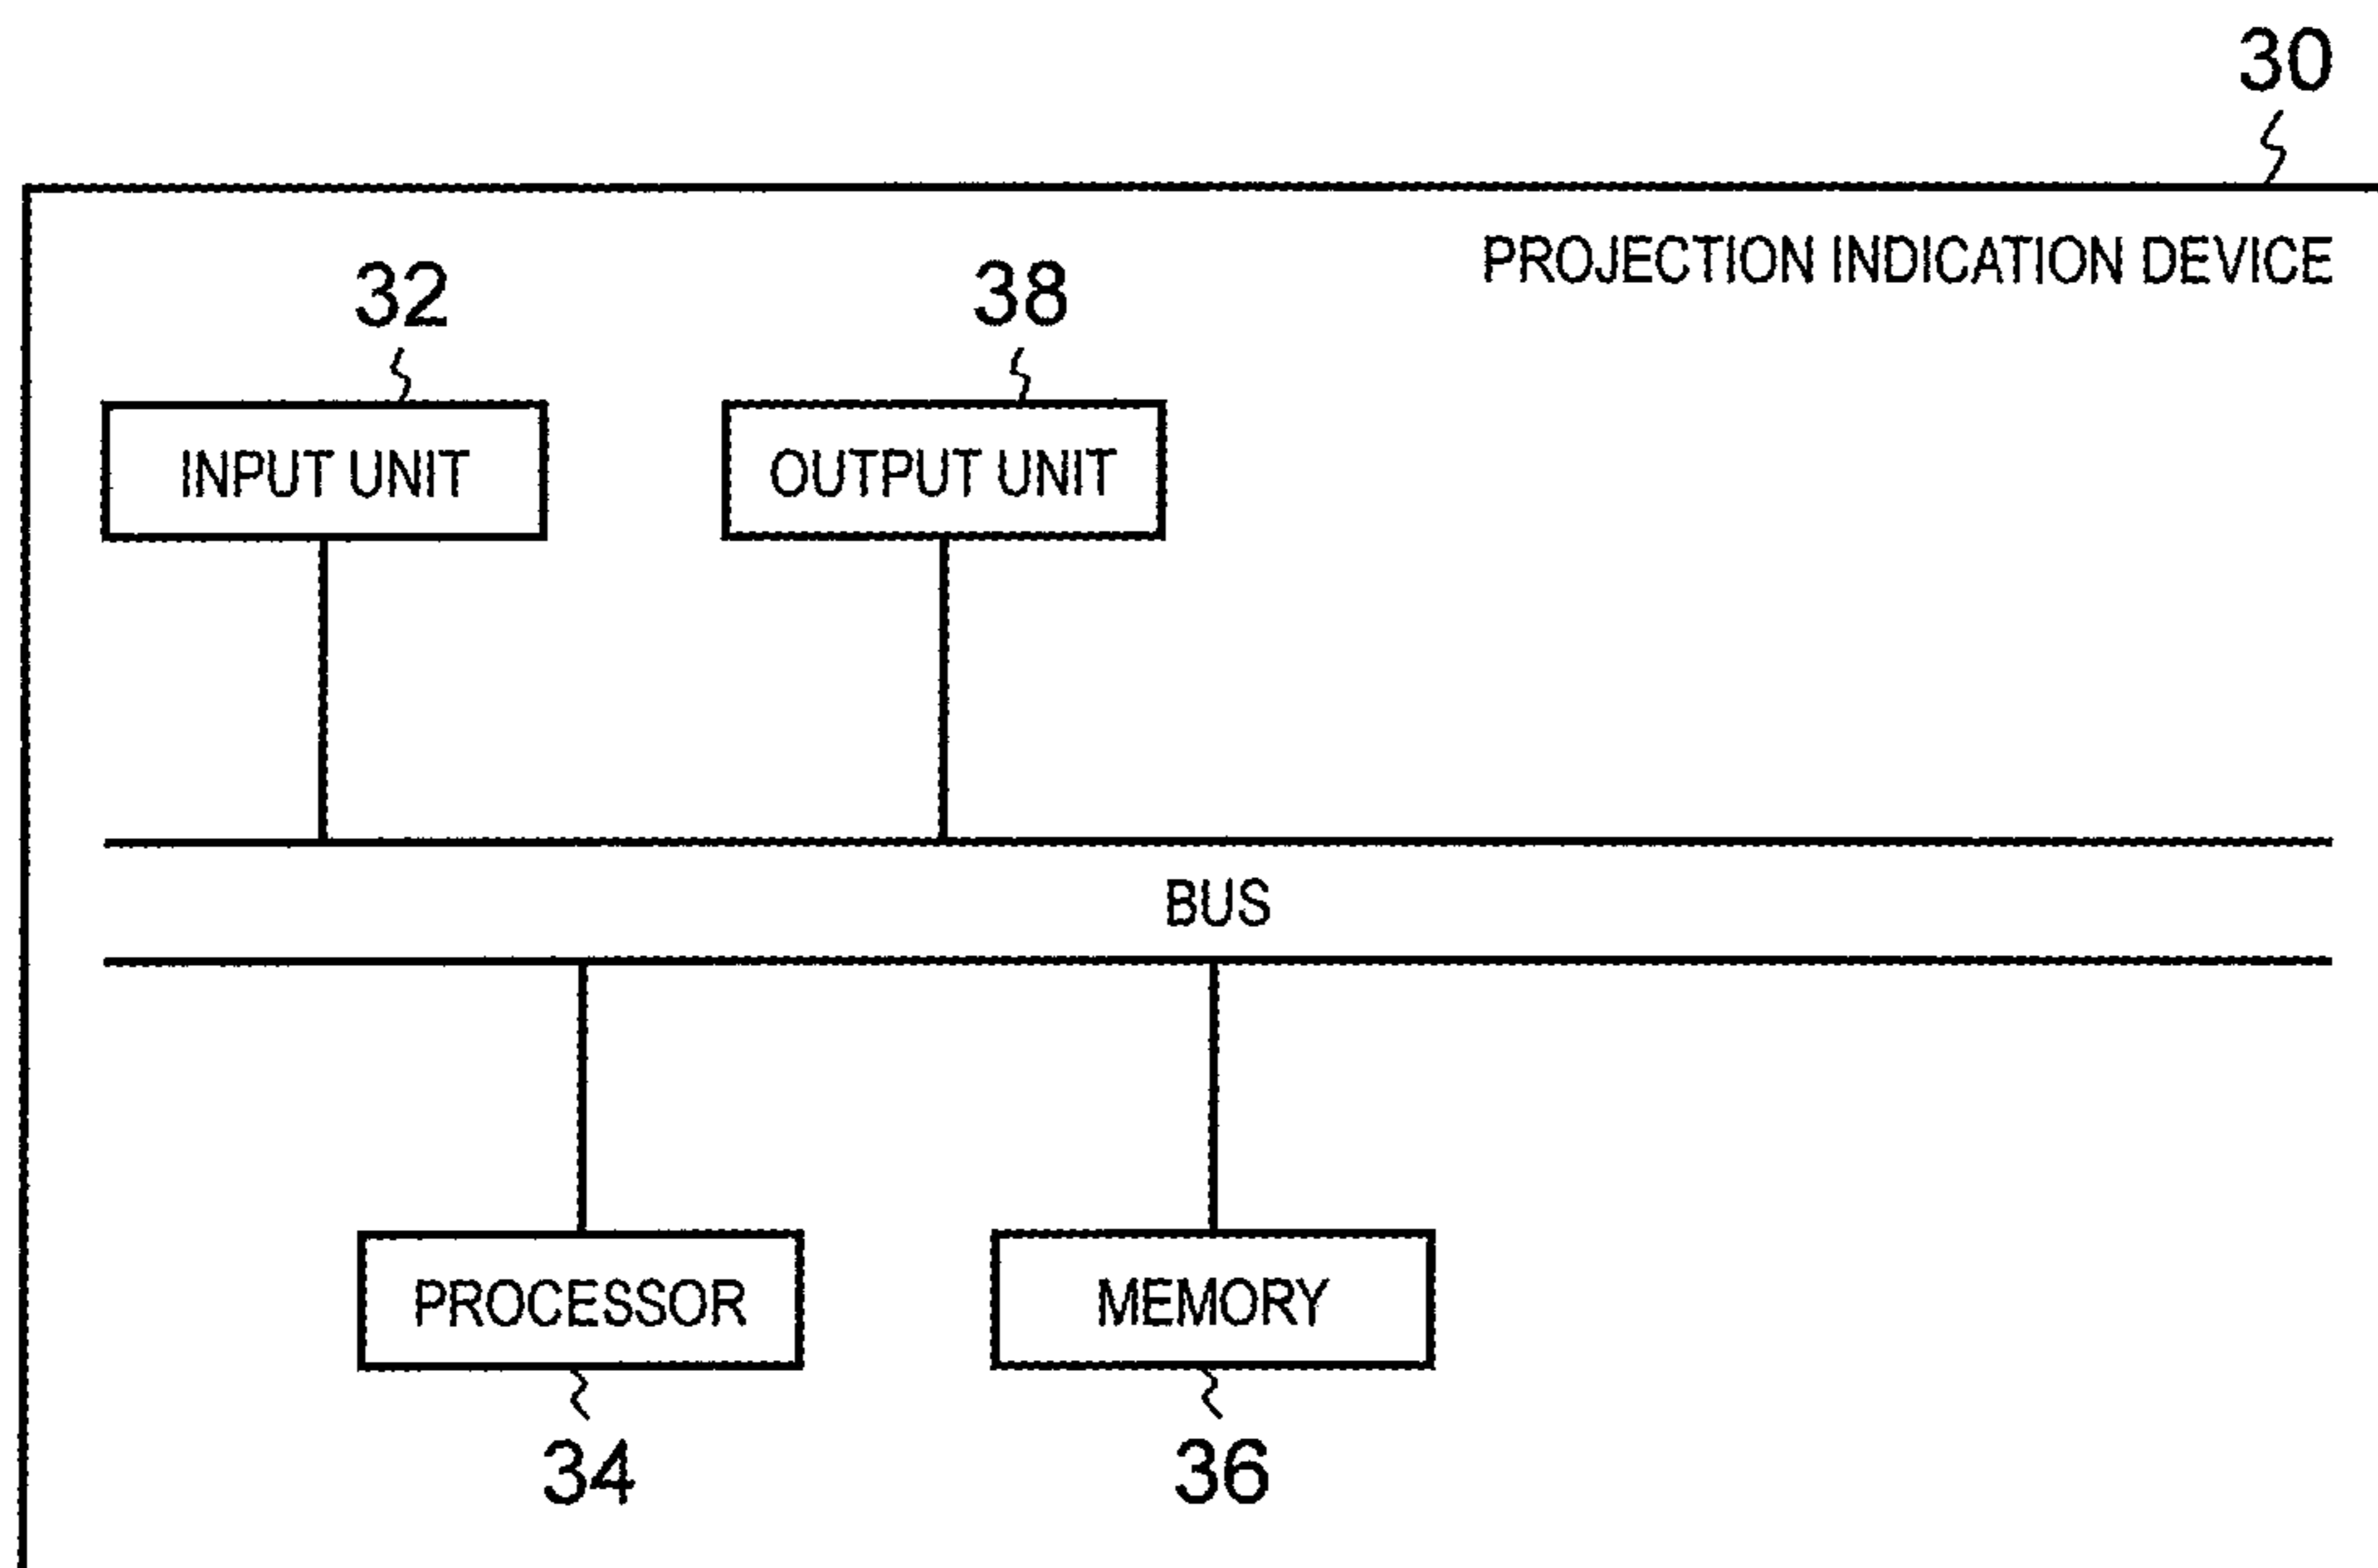 30
PROJECTION INDICATION DEVICE
32
38
INPUT UNIT
OUTPUT UNIT
BUS
PROCESSOR
MEMORY
34
36